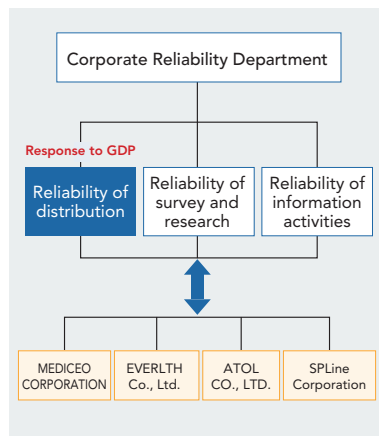 Corporate Reliability Department
Response to GDP
Reliability of
distribution
Reliability of
survey and
research
Reliability of
information
activities
MEDICEO
CORPORATION
EVERLTH
Co., Ltd.
ATOL
CO., LTD.
SPLine
Corporation